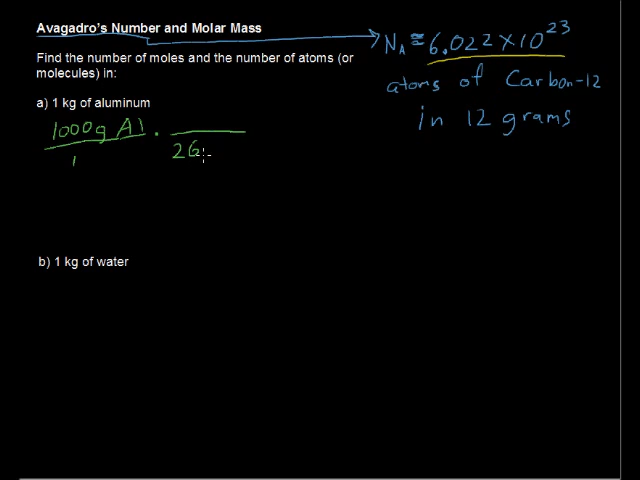 Avagadro's Number and Molar Mass
N_A ≅ 6.022 × 10^23
atoms of Carbon-12
in 12 grams
Find the number of moles and the number of atoms (or
molecules) in:
a) 1 kg of aluminum
1000g Al ·
1
26
b) 1 kg of water